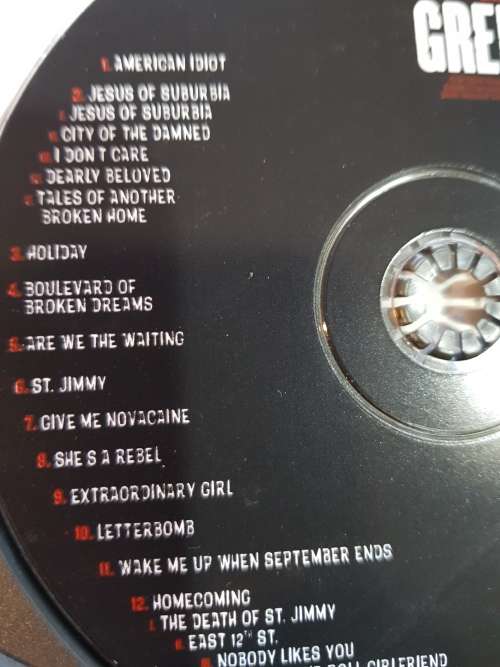 GRE
1. AMERICAN IDIOT
2. JESUS OF SUBURBIA
I. JESUS OF SUBURBIA
II. CITY OF THE DAMNED
III. I DON'T CARE
IV. DEARLY BELOVED
V. TALES OF ANOTHER
BROKEN HOME
3. HOLIDAY
4. BOULEVARD OF
BROKEN DREAMS
5. ARE WE THE WAITING
6. ST. JIMMY
7. GIVE ME NOVACAINE
8. SHE'S A REBEL
9. EXTRAORDINARY GIRL
10. LETTERBOMB
11. WAKE ME UP WHEN SEPTEMBER ENDS
12. HOMECOMING
I. THE DEATH OF ST. JIMMY
II. EAST 12TH ST.
III. NOBODY LIKES YOU
ROLL GIRLFRIEND